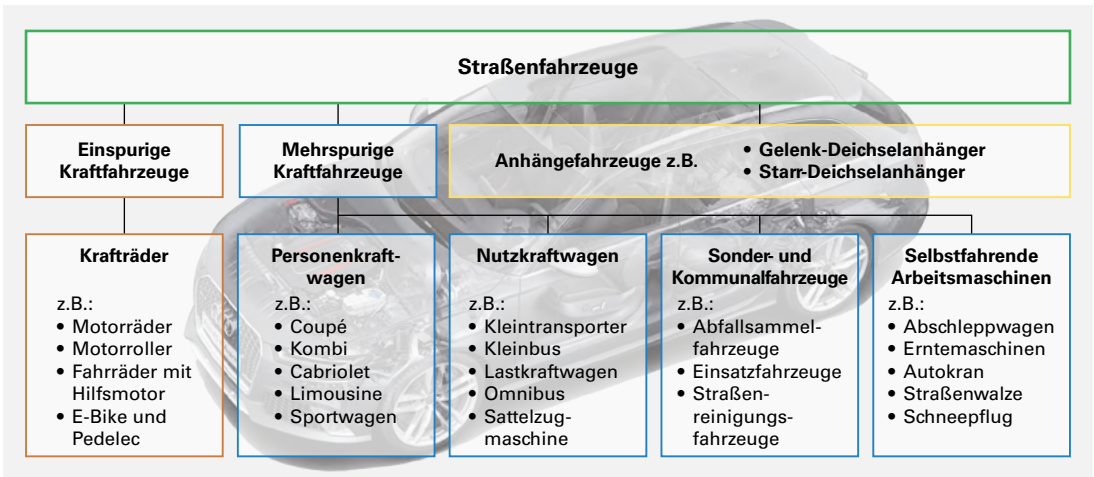 Straßenfahrzeuge
Einspurige
Kraftfahrzeuge
Mehrspurige
Kraftfahrzeuge
Anhängefahrzeuge z.B.
• Gelenk-Deichselanhänger
• Starr-Deichselanhänger
Krafträder
z.B.:
• Motorräder
• Motorroller
• Fahrräder mit
Hilfsmotor
• E-Bike und
Pedelec
Personenkraft-
wagen
z.B.:
• Coupé
• Kombi
• Cabriolet
• Limousine
• Sportwagen
Nutzkraftwagen
z.B.:
• Kleintransporter
• Kleinbus
• Lastkraftwagen
• Omnibus
• Sattelzug-
maschine
Sonder- und
Kommunalfahrzeuge
z.B.:
• Abfallsammel-
fahrzeuge
• Einsatzfahrzeuge
• Straßen-
reinigungs-
fahrzeuge
Selbstfahrende
Arbeitsmaschinen
z.B.:
• Abschleppwagen
• Erntemaschinen
• Autokran
• Straßenwalze
• Schneepflug